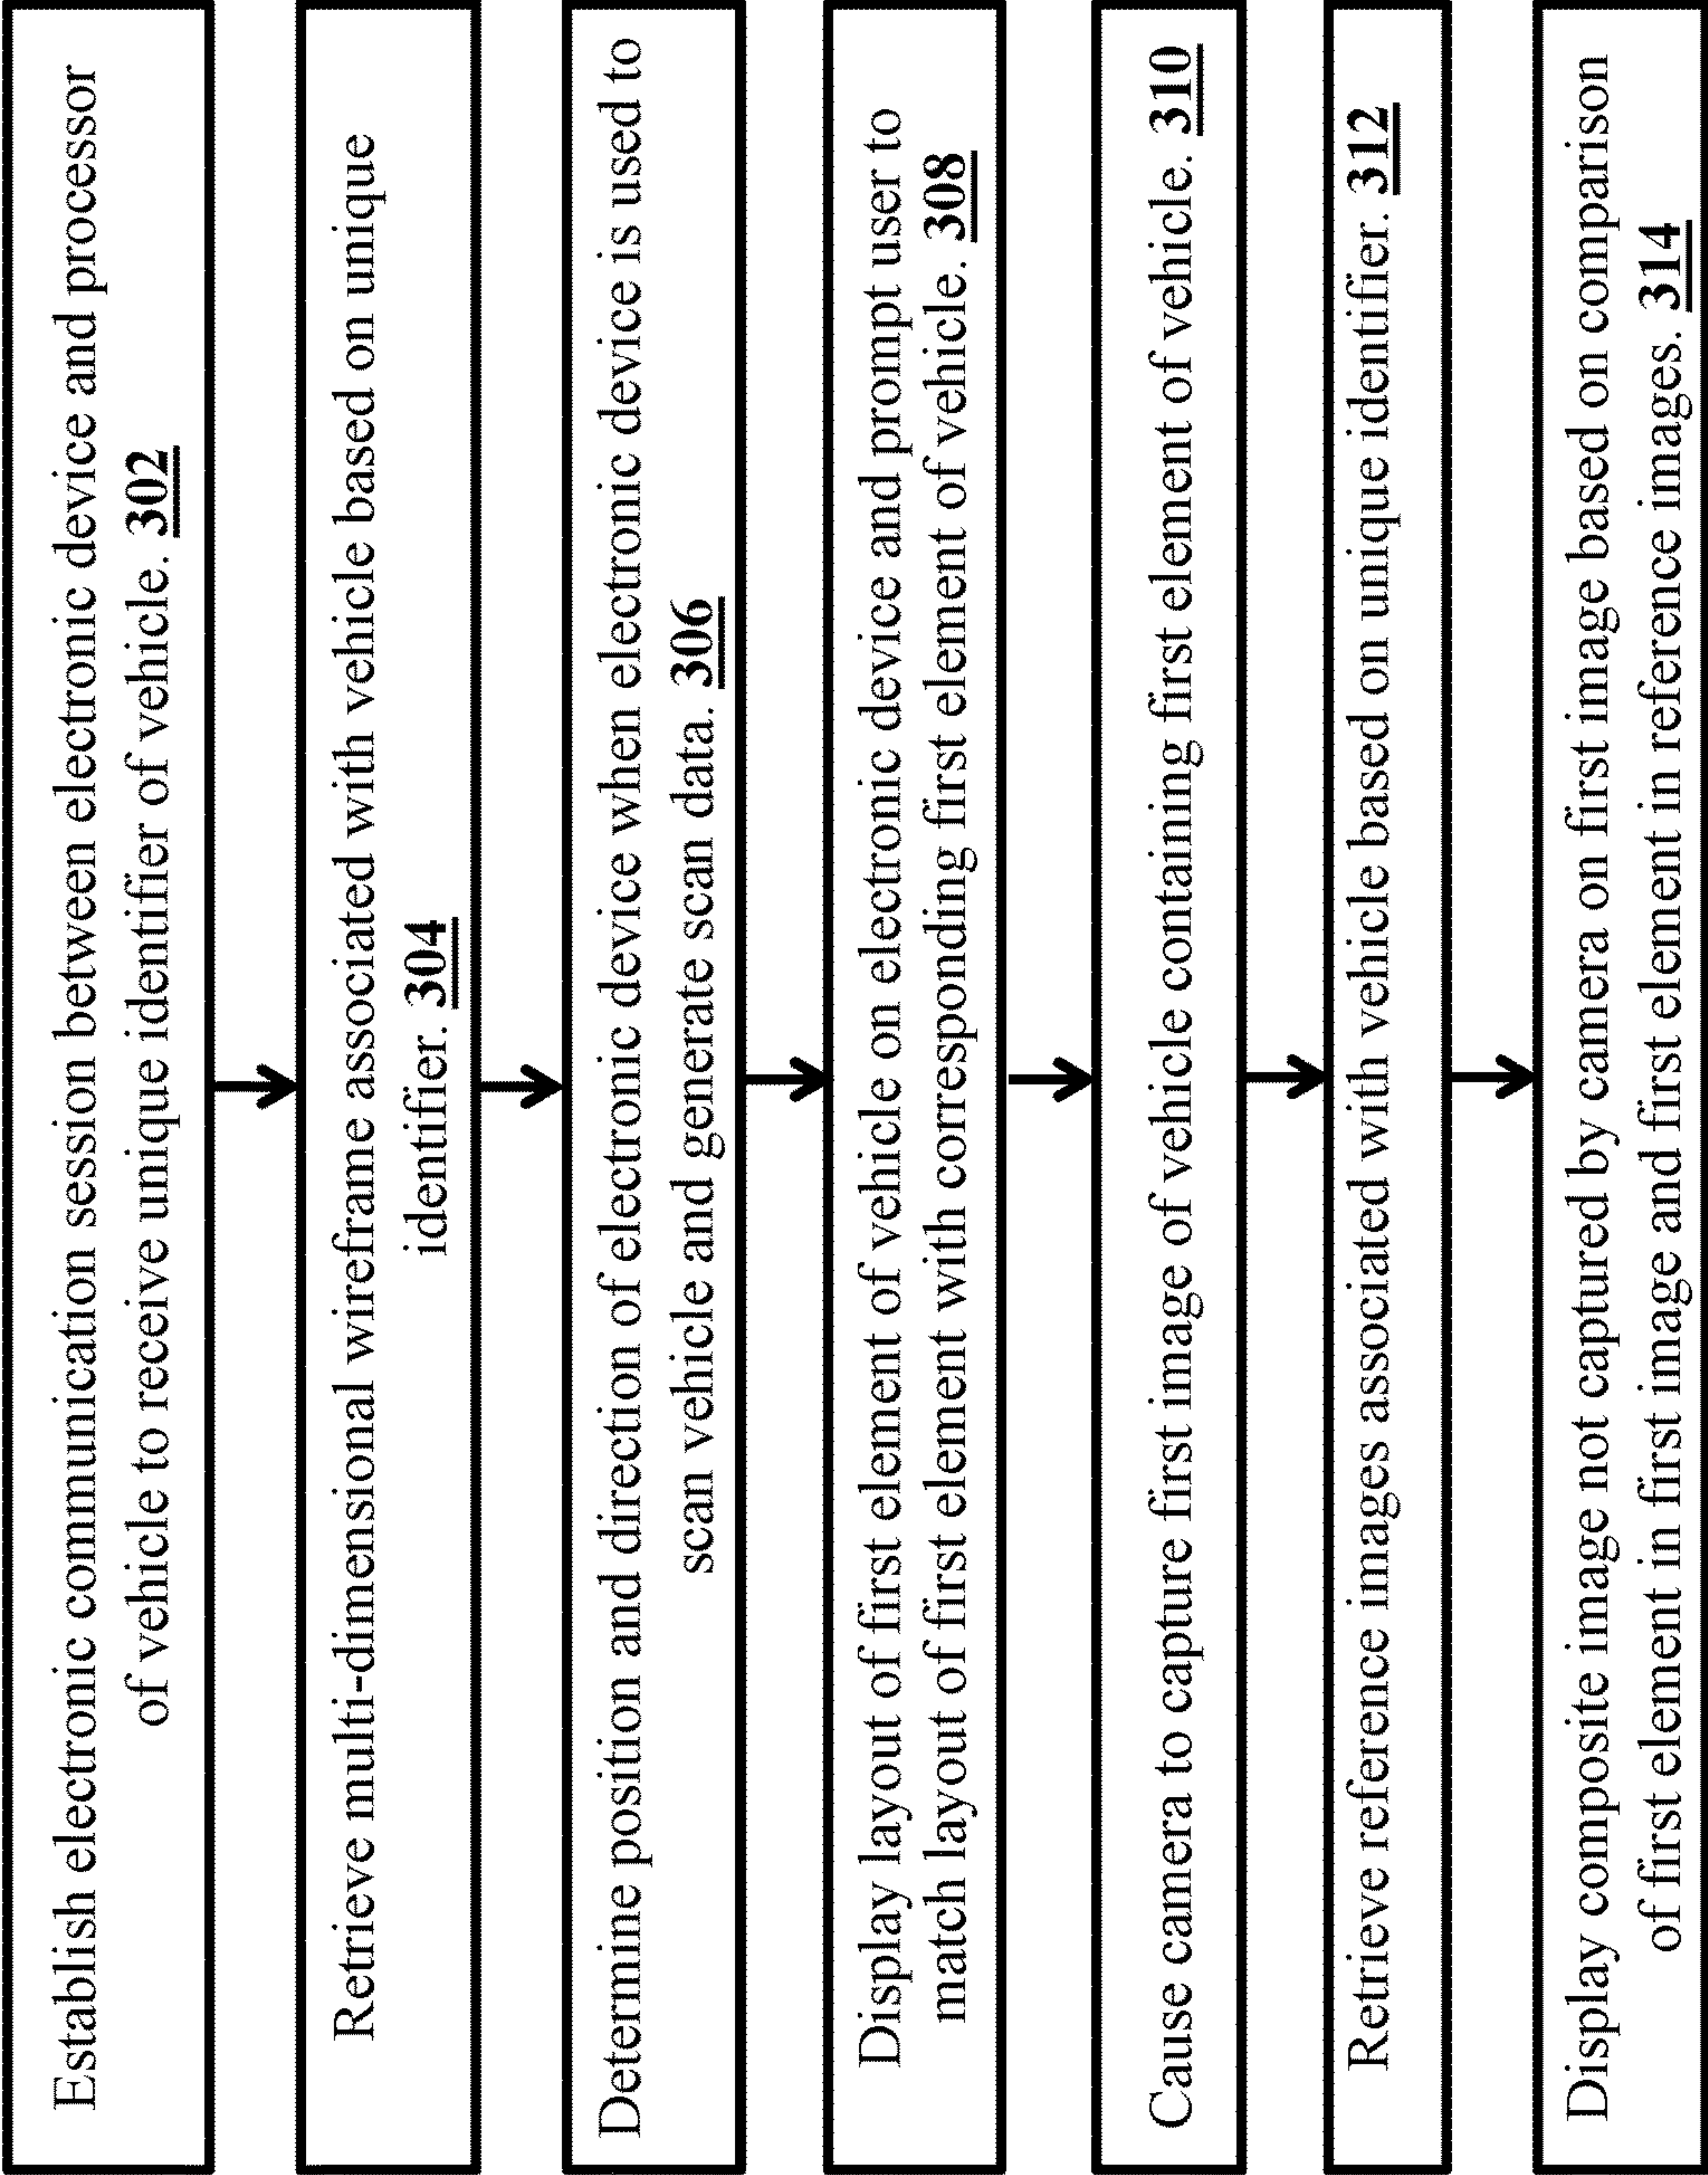 Establish electronic communication session between electronic device and processor
of vehicle to receive unique identifier of vehicle. 302
Retrieve multi-dimensional wireframe associated with vehicle based on unique
identifier. 304
Determine position and direction of electronic device when electronic device is used to
scan vehicle and generate scan data. 306
Display layout of first element of vehicle on electronic device and prompt user to
match layout of first element with corresponding first element of vehicle. 308
Cause camera to capture first image of vehicle containing first element of vehicle. 310
Retrieve reference images associated with vehicle based on unique identifier. 312
Display composite image not captured by camera on first image based on comparison
of first element in first image and first element in reference images. 314